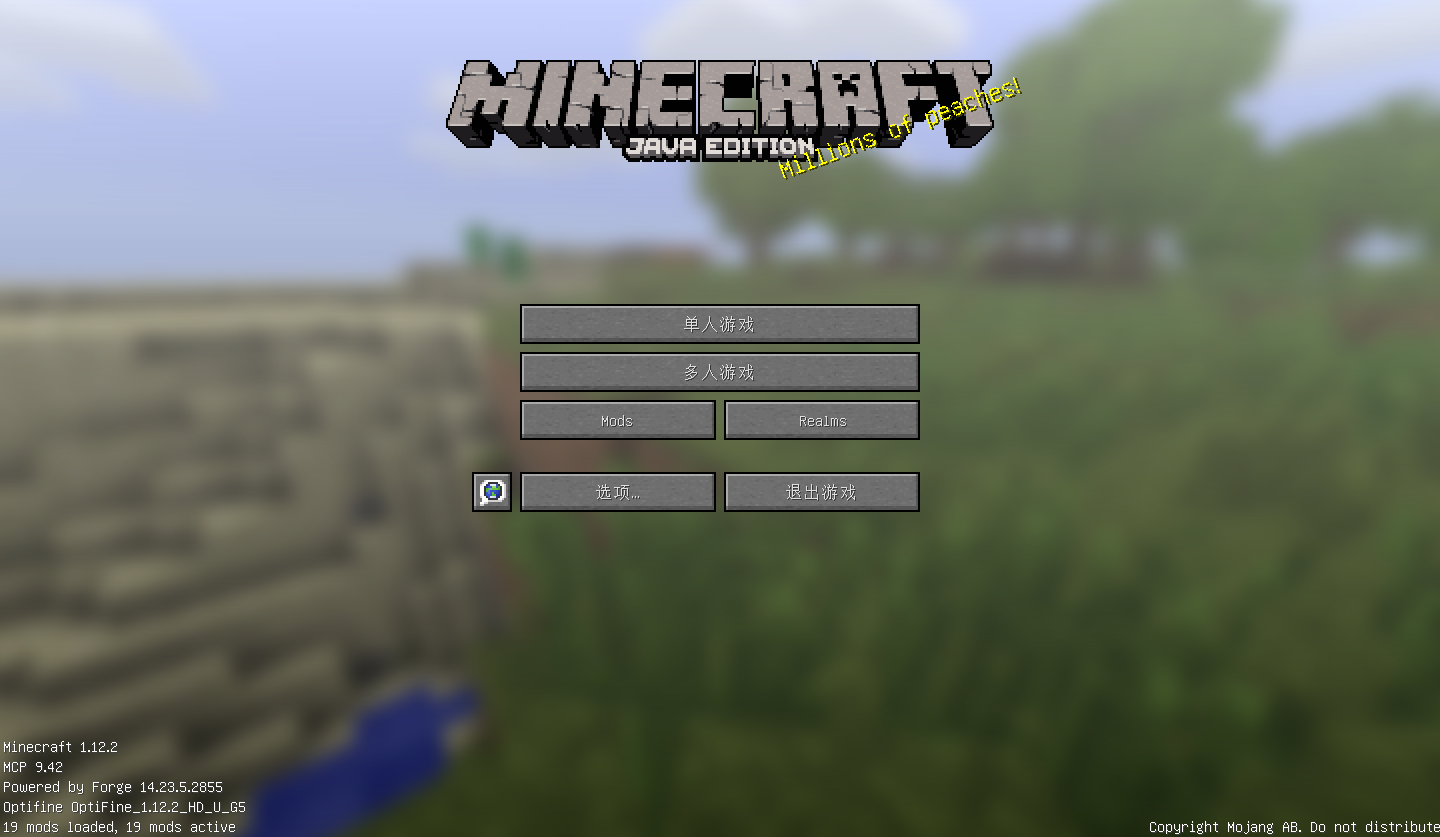 MINECRAFT
JAVA EDITION
Millions of peaches!
单人游戏
多人游戏
Mods
Realms
选项...
退出游戏
Minecraft 1.12.2
MCP 9.42
Powered by Forge 14.23.5.2855
Optifine OptiFine_1.12.2_HD_U_G5
19 mods loaded, 19 mods active
Copyright Mojang AB. Do not distribute